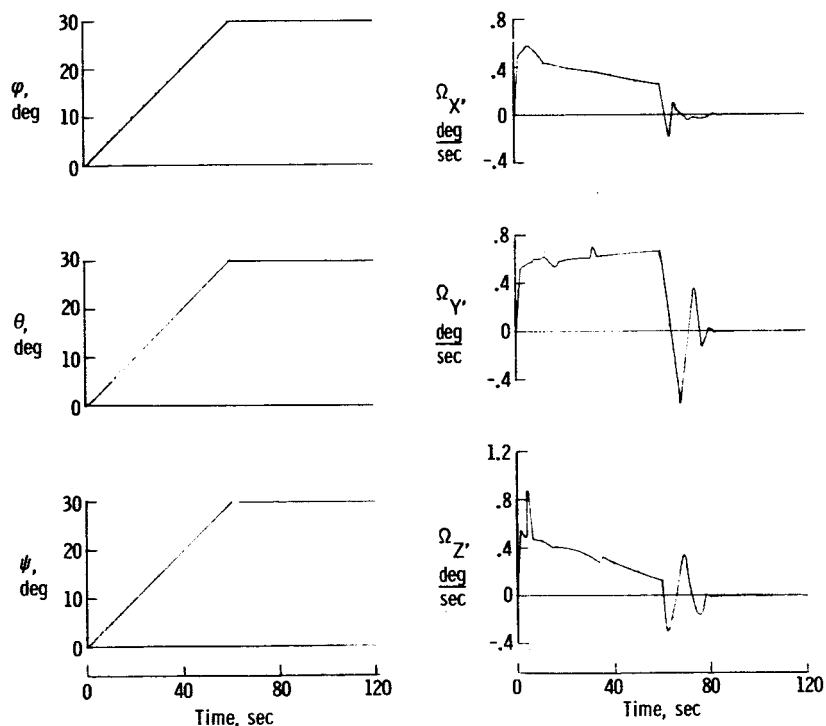 30
20
10
0
φ,
deg
.8
.4
0
-.4
Ω_X,
deg
sec
30
20
10
0
θ,
deg
.8
.4
0
-.4
Ω_Y,
deg
sec
30
20
10
0
ψ,
deg
0 40 80 120
Time, sec
1.2
.8
.4
0
-.4
Ω_Z,
deg
sec
0 40 80 120
Time, sec